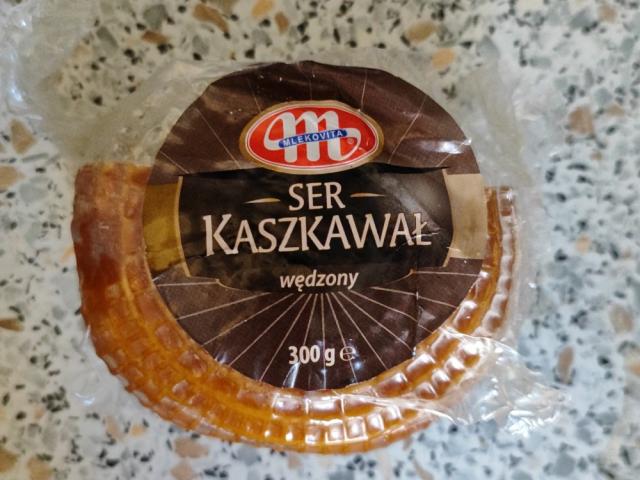 MLEKOVITA
SER
KASZKAWAŁ
wędzony
300 g ℮